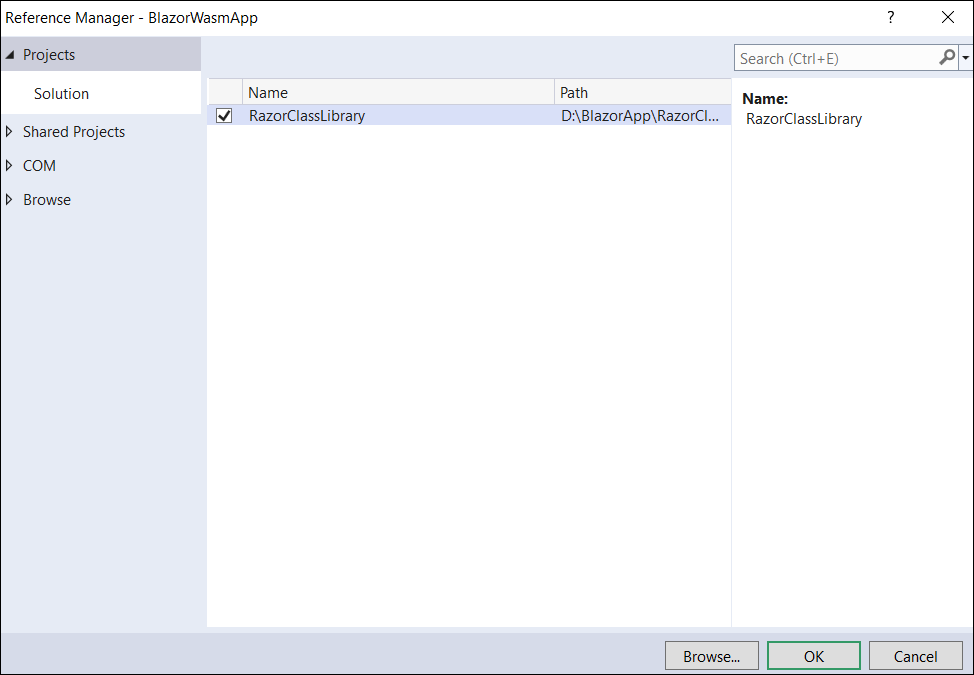 Reference Manager - BlazorWasmApp ?
Projects
Search (Ctrl+E)
Solution
Name Path
Name:
RazorClassLibrary D:\BlazorApp\RazorCl...
RazorClassLibrary
Shared Projects
COM
Browse
Browse... OK Cancel